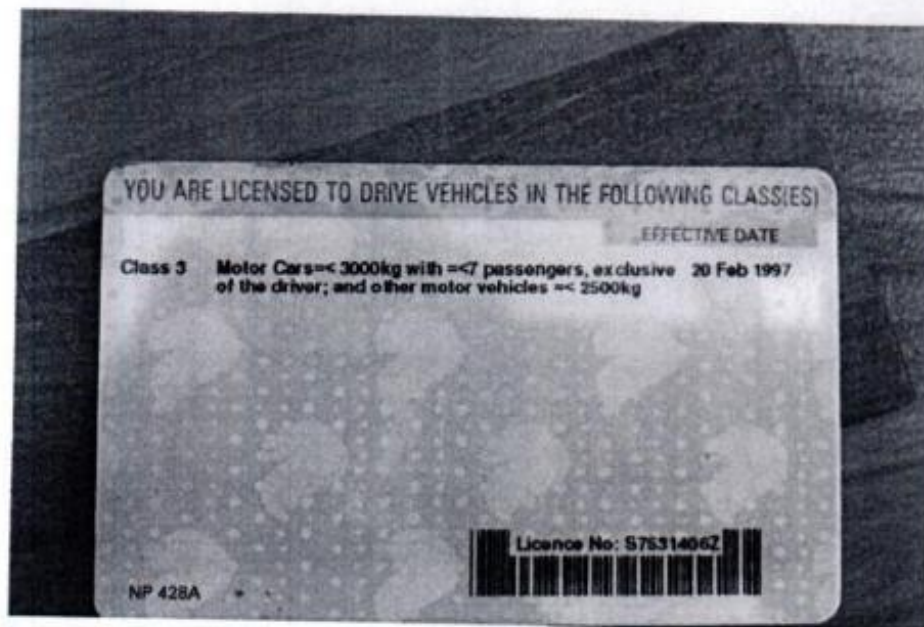 YOU ARE LICENSED TO DRIVE VEHICLES IN THE FOLLOWING CLASS(ES)
EFFECTIVE DATE
Class 3 Motor Cars=< 3000kg with =<7 passengers, exclusive 20 Feb 1997
of the driver; and other motor vehicles =< 2500kg
Licence No: S7531406Z
NP 428A